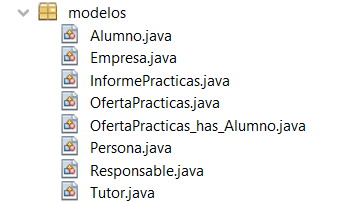 modelos
Alumno.java
Empresa.java
InformePracticas.java
OfertaPracticas.java
OfertaPracticas_has_Alumno.java
Persona.java
Responsable.java
Tutor.java